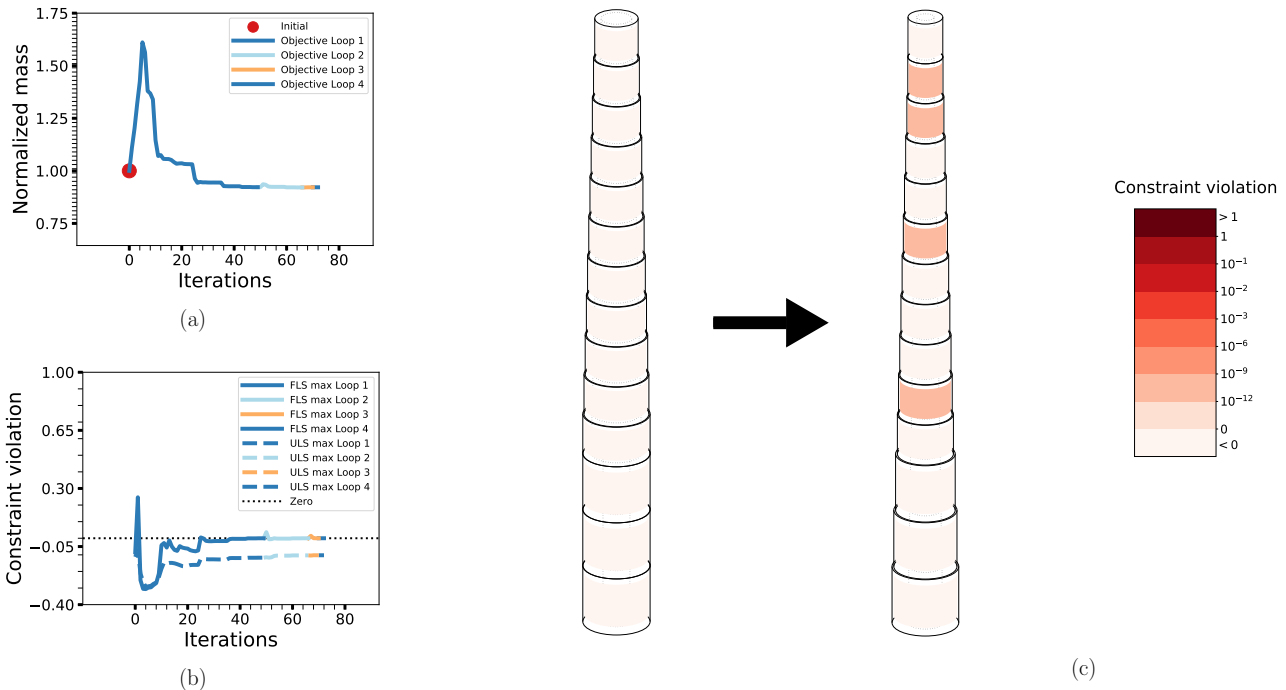 1.75
1.50
1.25
1.00
0.75
Normalized mass
Initial
Objective Loop 1
Objective Loop 2
Objective Loop 3
Objective Loop 4
0 20 40 60 80
Iterations
(a)
1.00
0.65
0.30
−0.05
−0.40
Constraint violation
FLS max Loop 1
FLS max Loop 2
FLS max Loop 3
FLS max Loop 4
ULS max Loop 1
ULS max Loop 2
ULS max Loop 3
ULS max Loop 4
Zero
0 20 40 60 80
Iterations
(b)
Constraint violation
> 1
1
10⁻¹
10⁻²
10⁻³
10⁻⁶
10⁻⁹
10⁻¹²
0
< 0
(c)